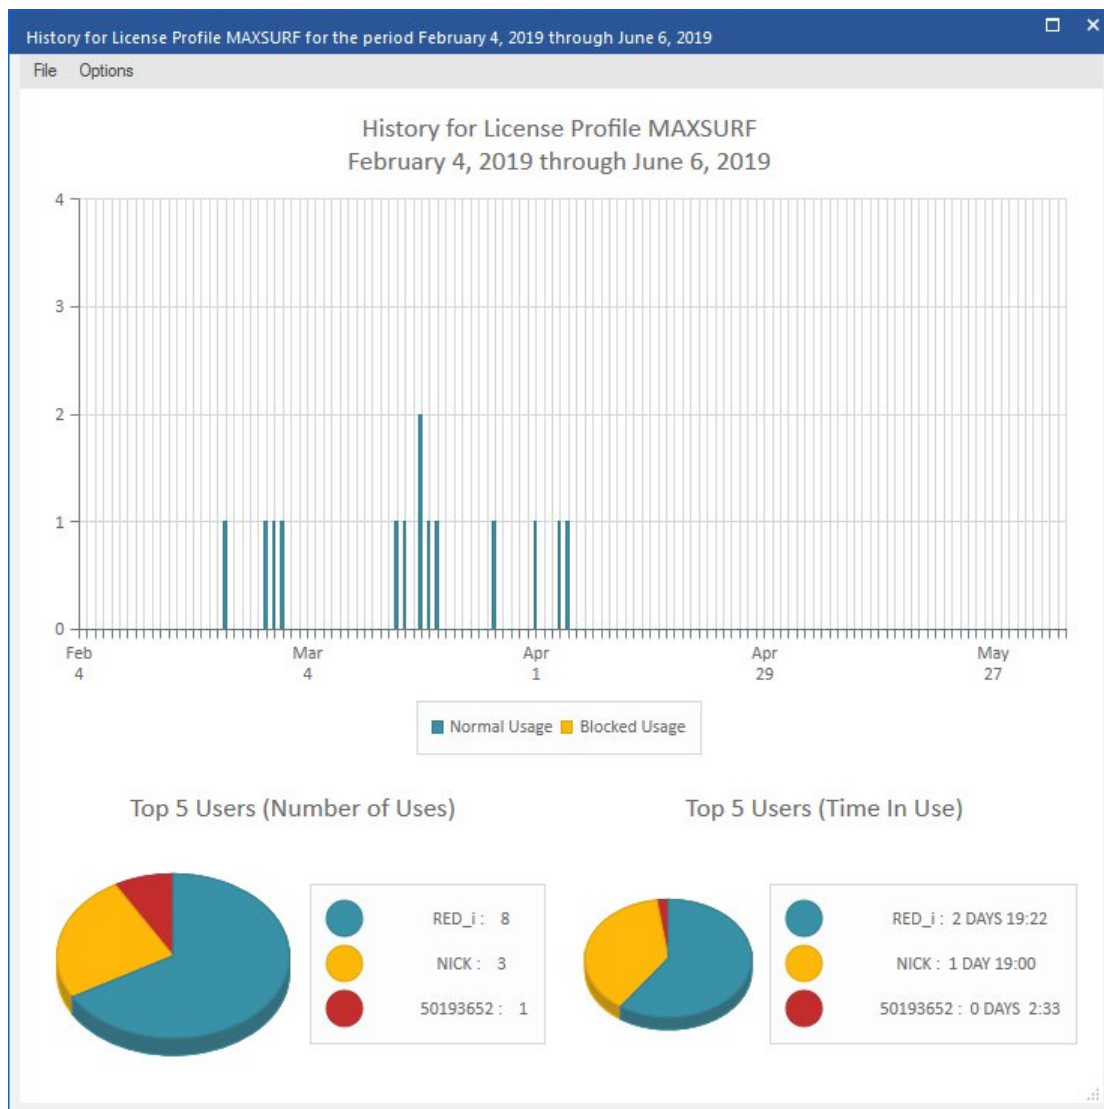 History for License Profile MAXSURF for the period February 4, 2019 through June 6, 2019
File Options
History for License Profile MAXSURF
February 4, 2019 through June 6, 2019
4
3
2
1
0
Feb Mar Apr Apr May
4 4 1 29 27
Normal Usage Blocked Usage
Top 5 Users (Number of Uses)
RED_i : 8
NICK : 3
50193652 : 1
Top 5 Users (Time In Use)
RED_i : 2 DAYS 19:22
NICK : 1 DAY 19:00
50193652 : 0 DAYS 2:33